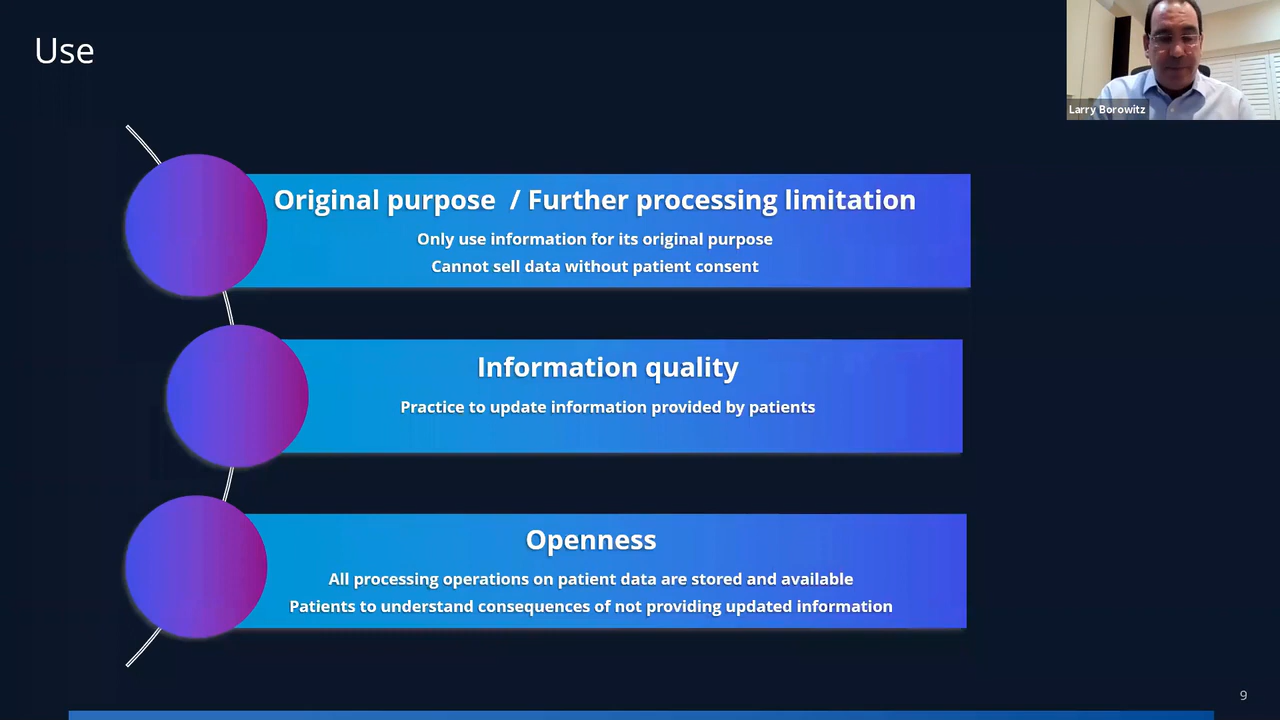 Use
Larry Borowitz
Original purpose / Further processing limitation
Only use information for its original purpose
Cannot sell data without patient consent
Information quality
Practice to update information provided by patients
Openness
All processing operations on patient data are stored and available
Patients to understand consequences of not providing updated information
9